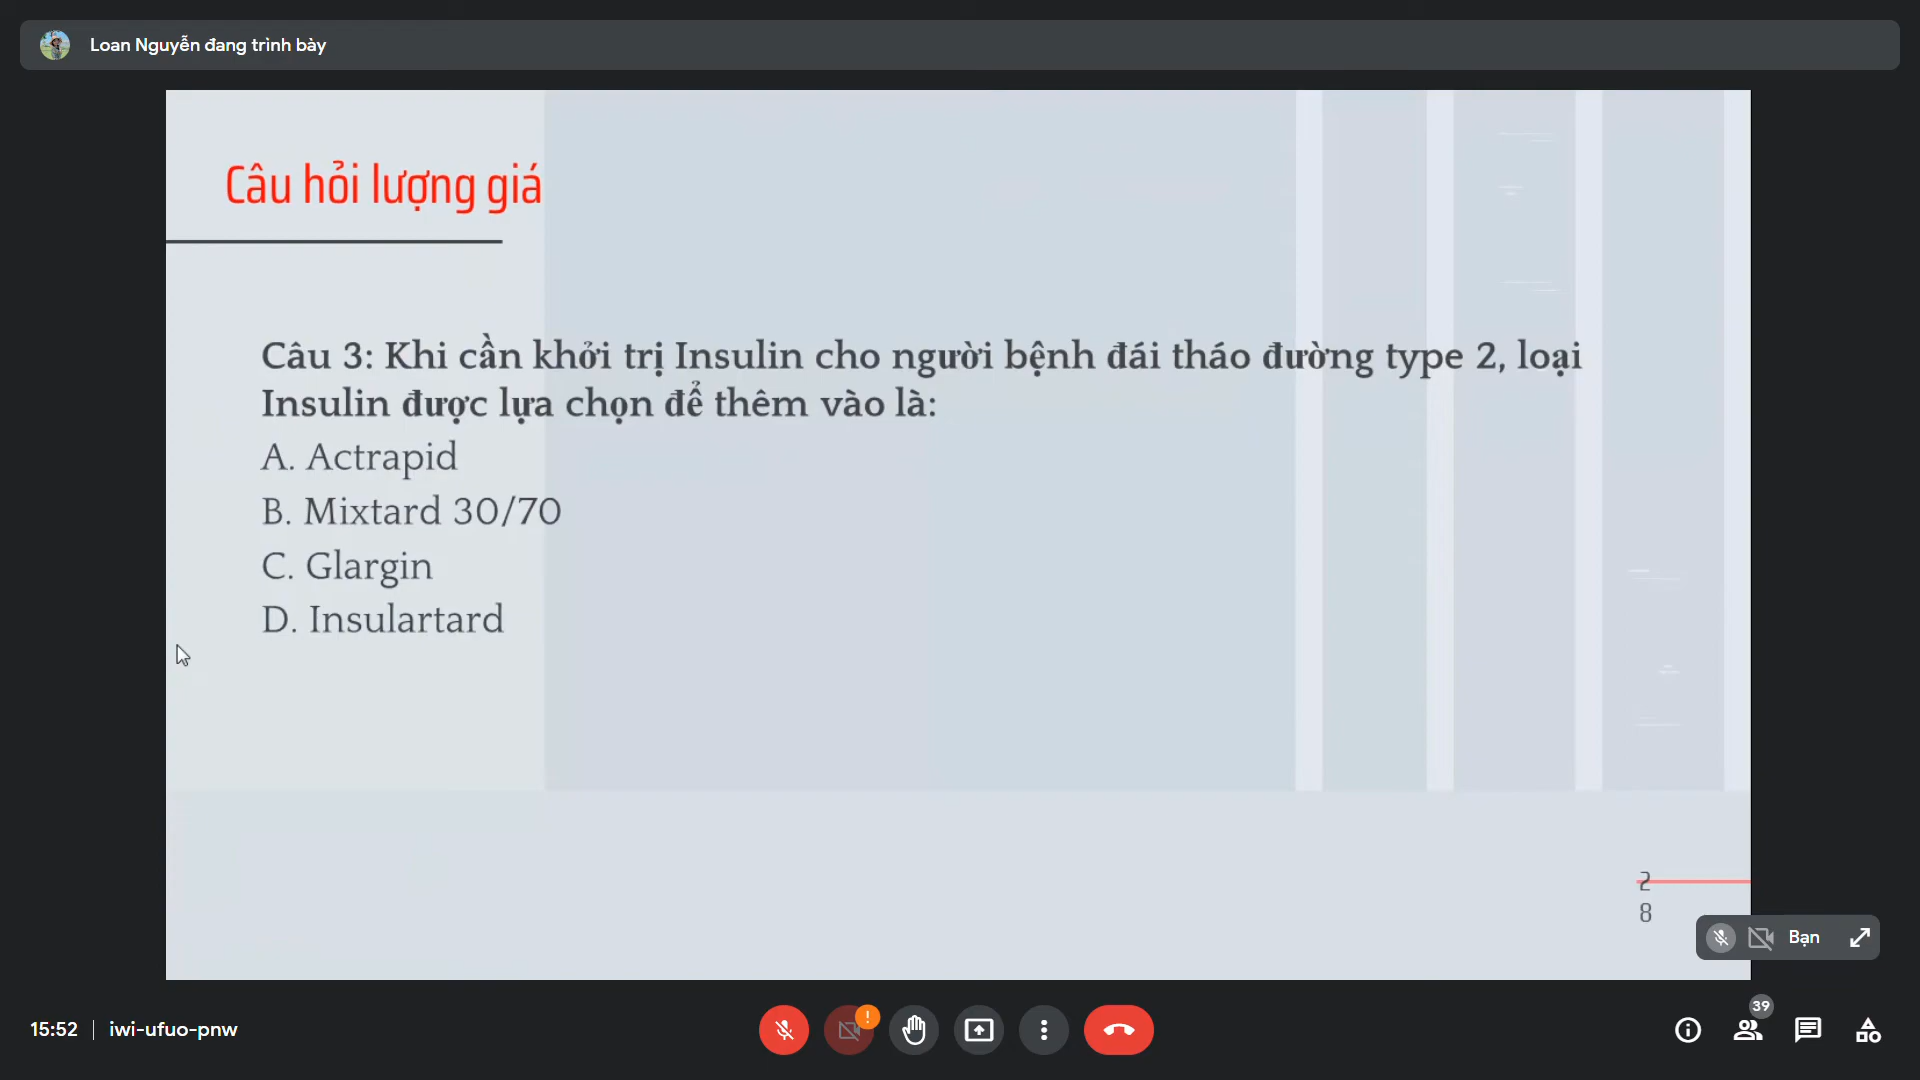 Loan Nguyễn đang trình bày
Câu hỏi lượng giá
Câu 3: Khi cần khởi trị Insulin cho người bệnh đái tháo đường type 2, loại
Insulin được lựa chọn để thêm vào là:
A. Actrapid
B. Mixtard 30/70
C. Glargin
D. Insulartard
2
8
Bạn
15:52
iwi-ufuo-pnw
!
39